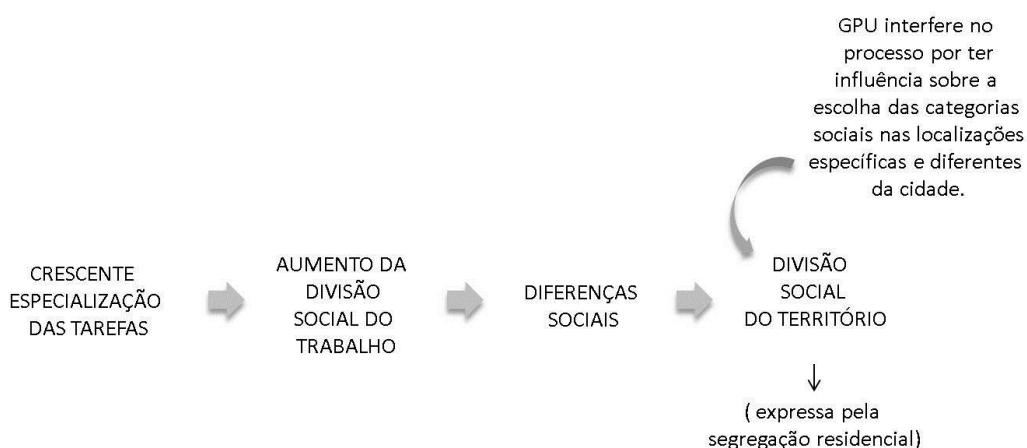 GPU interfere no
processo por ter
influência sobre a
escolha das categorias
sociais nas localizações
específicas e diferentes
da cidade.
CRESCENTE
ESPECIALIZAÇÃO
DAS TAREFAS
AUMENTO DA
DIVISÃO
SOCIAL DO
TRABALHO
DIFERENÇAS
SOCIAIS
DIVISÃO
SOCIAL
DO TERRITÓRIO
( expressa pela
segregação residencial)